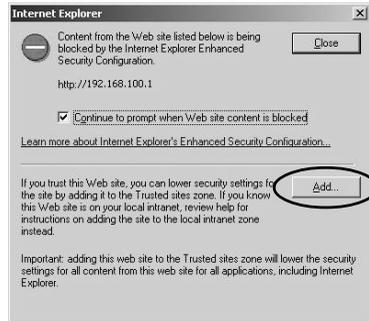 Internet Explorer
Content from the Web site listed below is being
blocked by the Internet Explorer Enhanced
Security Configuration.
Close
http://192.168.100.1
Continue to prompt when Web site content is blocked
Learn more about Internet Explorer's Enhanced Security Configuration...
If you trust this Web site, you can lower security settings for
the site by adding it to the Trusted sites zone. If you know
this Web site is on your local intranet, review help for
instructions on adding the site to the local intranet zone
instead.
Add...
Important: adding this web site to the Trusted sites zone will lower the security
settings for all content from this web site for all applications, including Internet
Explorer.